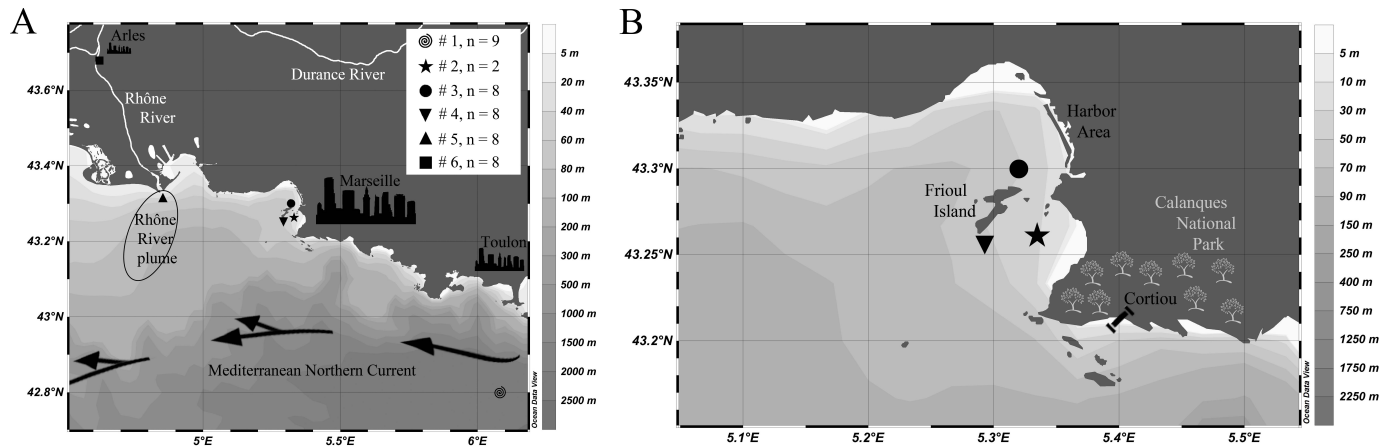 A
Arles
Durance River
Rhône
River
# 1, n = 9
# 2, n = 2
# 3, n = 8
# 4, n = 8
# 5, n = 8
# 6, n = 8
Marseille
Rhône
River
plume
Toulon
Mediterranean Northern Current
43.6°N
43.4°N
43.2°N
43°N
42.8°N
5°E
5.5°E
6°E
5 m
20 m
40 m
60 m
80 m
100 m
200 m
300 m
500 m
1000 m
1500 m
2000 m
2500 m
Ocean Data View
B
Harbor
Area
Frioul
Island
Calanques
National
Park
Cortiou
43.35°N
43.3°N
43.25°N
43.2°N
5.1°E
5.2°E
5.3°E
5.4°E
5.5°E
5 m
10 m
30 m
50 m
70 m
90 m
150 m
250 m
400 m
750 m
1250 m
1750 m
2250 m
Ocean Data View